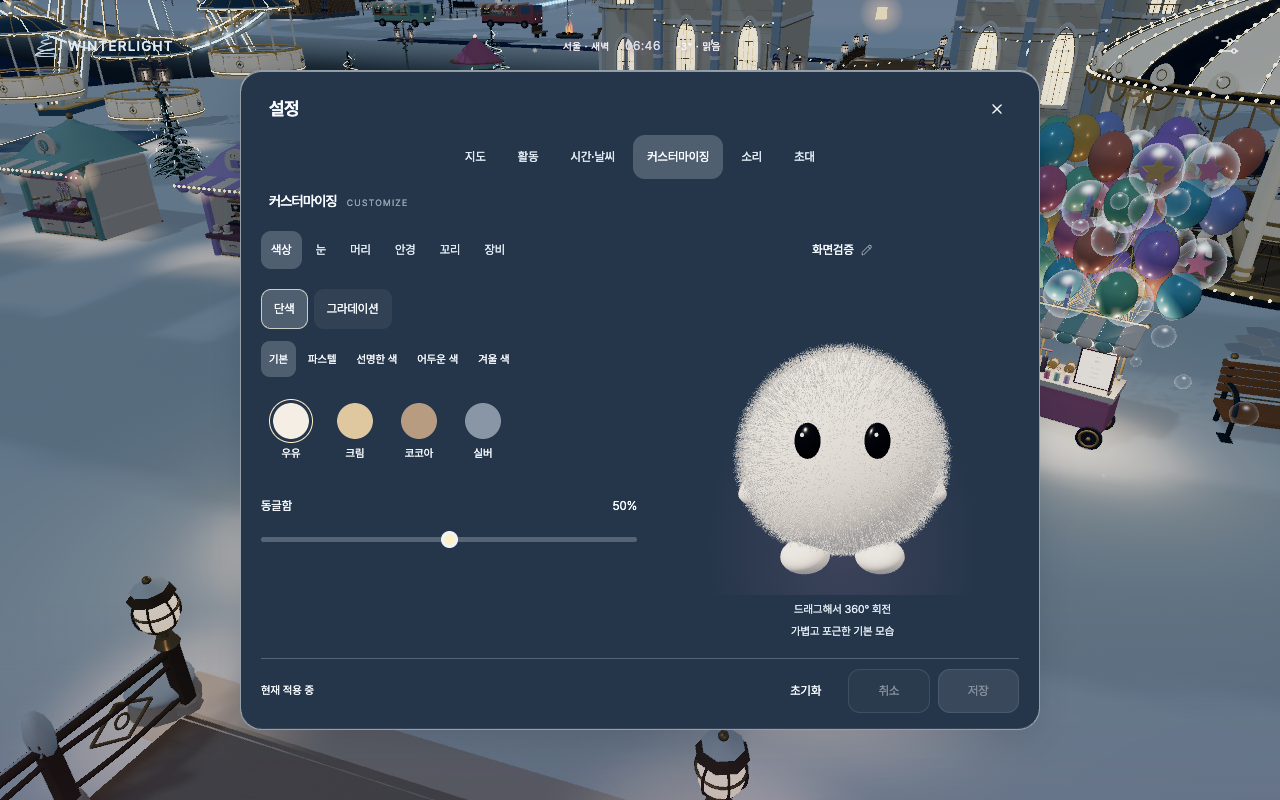 WINTERLIGHT
서울 · 새벽 06:46 맑음
설정
지도 활동 시간·날씨 커스터마이징 소리 초대
커스터마이징 CUSTOMIZE
색상 눈 머리 안경 꼬리 장비
화면검증
단색 그라데이션
기본 파스텔 선명한 색 어두운 색 겨울 색
우유 크림 코코아 실버
둥글함 50%
드래그해서 360° 회전
가볍고 포근한 기본 모습
현재 적용 중 초기화 취소 저장